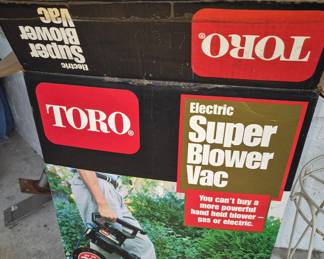 Electric
Super
Blower
Vac
TORO®
TORO®
Electric
Super
Blower
Vac
You can't buy a
more powerful
hand held blower –
gas or electric.